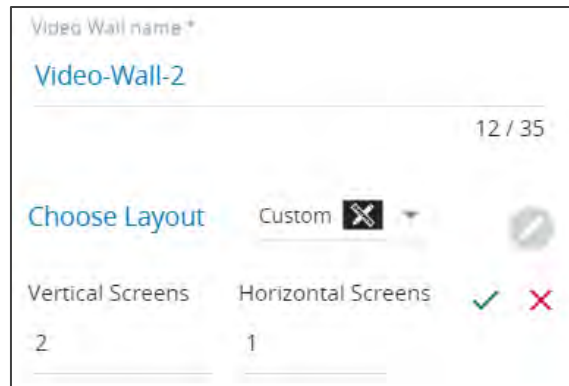 Video Wall name *
Video-Wall-2
12 / 35
Choose Layout Custom
Vertical Screens Horizontal Screens
2 1